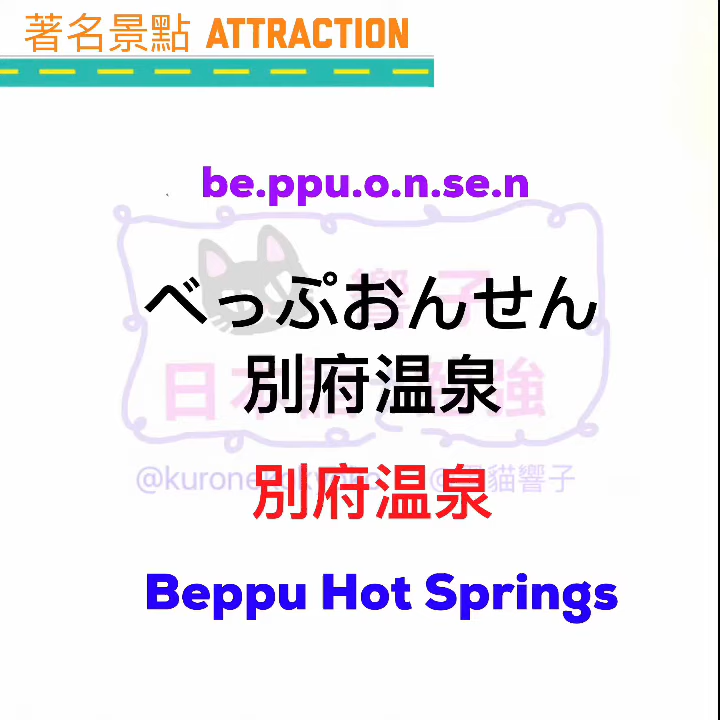 著名景點 ATTRACTION
be.ppu.o.n.se.n
べっぷおんせん
別府温泉
別府温泉
Beppu Hot Springs